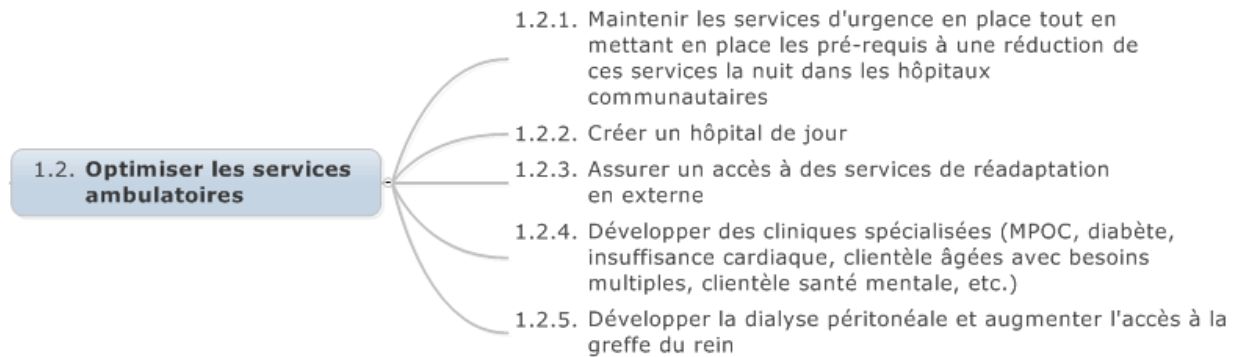 1.2. Optimiser les services
ambulatoires
1.2.1. Maintenir les services d'urgence en place tout en
mettant en place les pré-requis à une réduction de
ces services la nuit dans les hôpitaux
communautaires
1.2.2. Créer un hôpital de jour
1.2.3. Assurer un accès à des services de réadaptation
en externe
1.2.4. Développer des cliniques spécialisées (MPOC, diabète,
insuffisance cardiaque, clientèle âgées avec besoins
multiples, clientèle santé mentale, etc.)
1.2.5. Développer la dialyse péritonéale et augmenter l'accès à la
greffe du rein